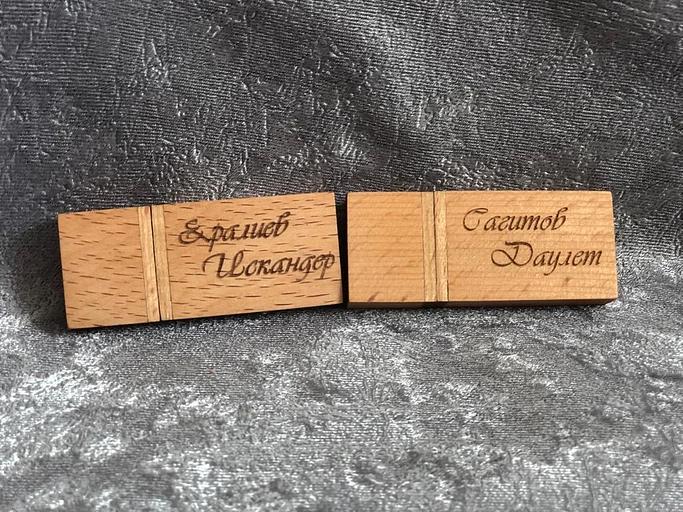 Ералиев
Искандер
Сагитов
Даулет